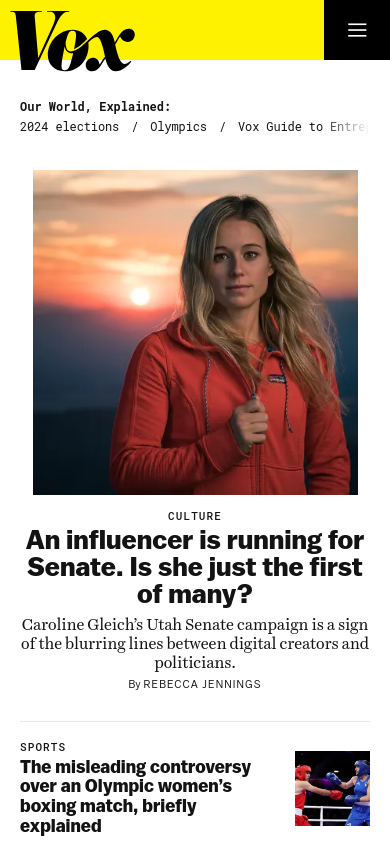 Vox
Our World, Explained:
2024 elections / Olympics / Vox Guide to
CULTURE
An influencer is running for
Senate. Is she just the first
of many?
Caroline Gleich’s Utah Senate campaign is a sign
of the blurring lines between digital creators and
politicians.
By REBECCA JENNINGS
SPORTS
The misleading controversy
over an Olympic women’s
boxing match, briefly
explained